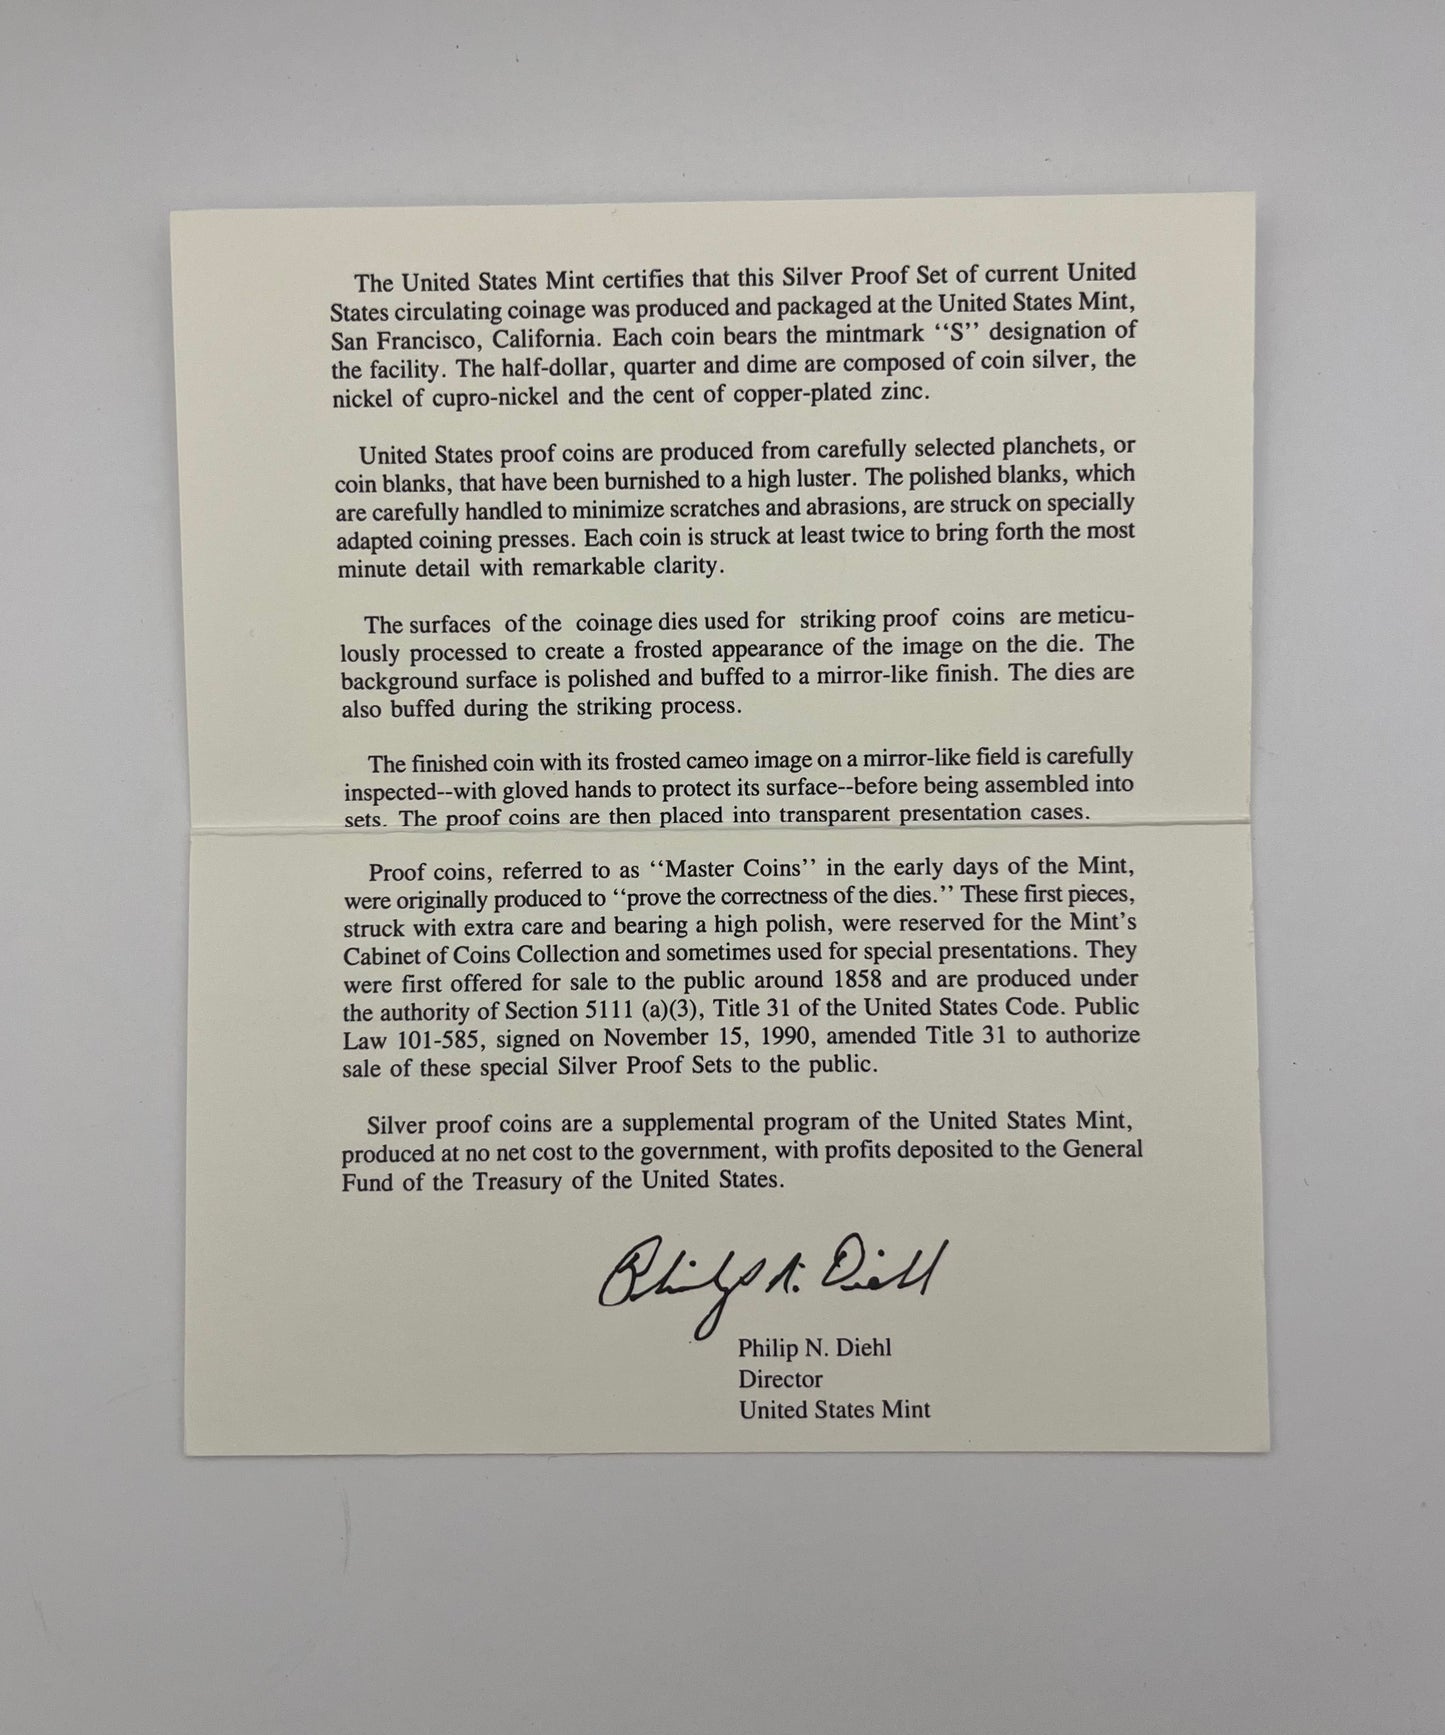 The United States Mint certifies that this Silver Proof Set of current United
States circulating coinage was produced and packaged at the United States Mint,
San Francisco, California. Each coin bears the mintmark ‘‘S’’ designation of
the facility. The half-dollar, quarter and dime are composed of coin silver, the
nickel of cupro-nickel and the cent of copper-plated zinc.
United States proof coins are produced from carefully selected planchets, or
coin blanks, that have been burnished to a high luster. The polished blanks, which
are carefully handled to minimize scratches and abrasions, are struck on specially
adapted coining presses. Each coin is struck at least twice to bring forth the most
minute detail with remarkable clarity.
The surfaces of the coinage dies used for striking proof coins are meticu-
lously processed to create a frosted appearance of the image on the die. The
background surface is polished and buffed to a mirror-like finish. The dies are
also buffed during the striking process.
The finished coin with its frosted cameo image on a mirror-like field is carefully
inspected--with gloved hands to protect its surface--before being assembled into
sets. The proof coins are then placed into transparent presentation cases.
Proof coins, referred to as ‘‘Master Coins’’ in the early days of the Mint,
were originally produced to ‘‘prove the correctness of the dies.’’ These first pieces,
struck with extra care and bearing a high polish, were reserved for the Mint’s
Cabinet of Coins Collection and sometimes used for special presentations. They
were first offered for sale to the public around 1858 and are produced under
the authority of Section 5111 (a)(3), Title 31 of the United States Code. Public
Law 101-585, signed on November 15, 1990, amended Title 31 to authorize
sale of these special Silver Proof Sets to the public.
Silver proof coins are a supplemental program of the United States Mint,
produced at no net cost to the government, with profits deposited to the General
Fund of the Treasury of the United States.
Philip N. Diehl
Philip N. Diehl
Director
United States Mint